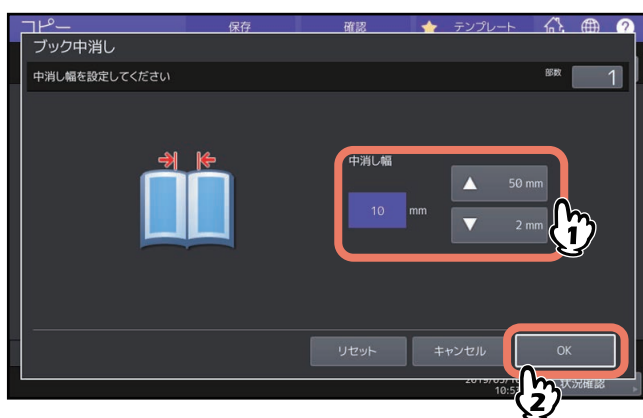 コピー 保存 確認 テンプレート ?
ブック中消し
中消し幅を設定してください 部数 1
中消し幅
▲ 50 mm
10 mm
▼ 2 mm
1
リセット キャンセル OK
状況確認
2